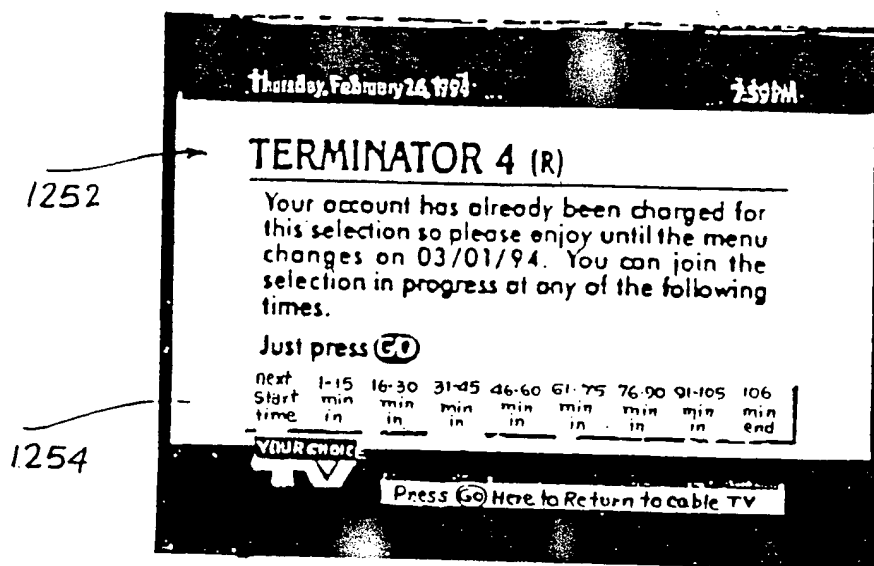 Thursday, February 24, 1994 7:59PM
TERMINATOR 4 (R)
1252
Your account has already been charged for
this selection so please enjoy until the menu
changes on 03/01/94. You can join the
selection in progress at any of the following
times.
Just press GO
next 1-15 16-30 31-45 46-60 61-75 76-90 91-105 106
Start min min min min min min min min
time in in in in in in in end
1254
YOUR CHOICE
TV
Press GO Here to Return to cable TV